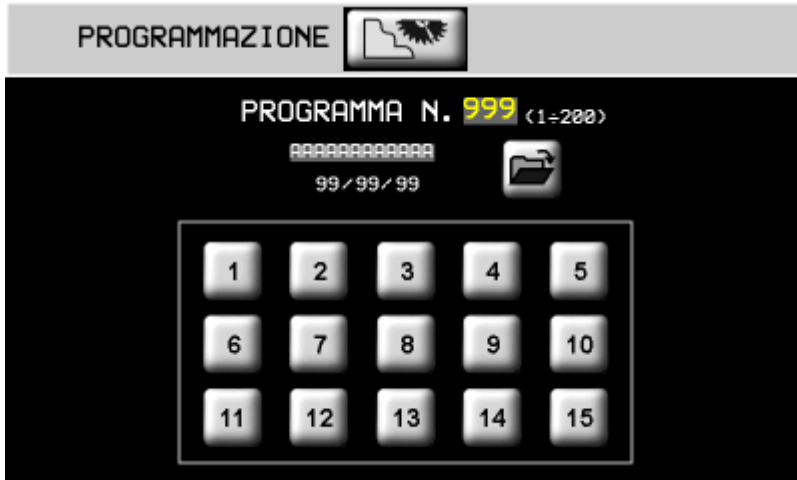 PROGRAMMAZIONE
PROGRAMMA N. 999 (1÷200)
AAAAAAAAAAAAA
99/99/99
1 2 3 4 5
6 7 8 9 10
11 12 13 14 15